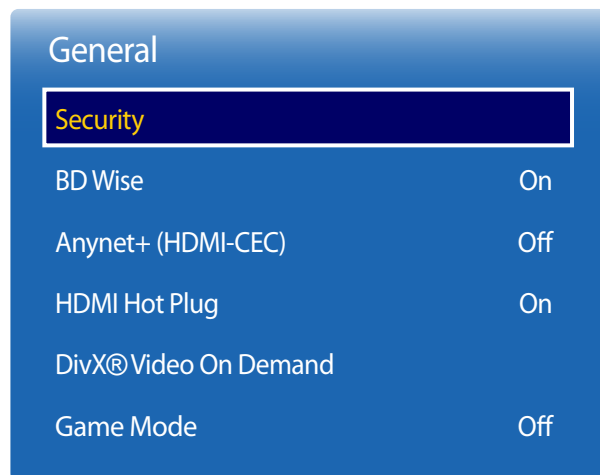 General
Security
BD Wise On
Anynet+ (HDMI-CEC) Off
HDMI Hot Plug On
DivX® Video On Demand
Game Mode Off